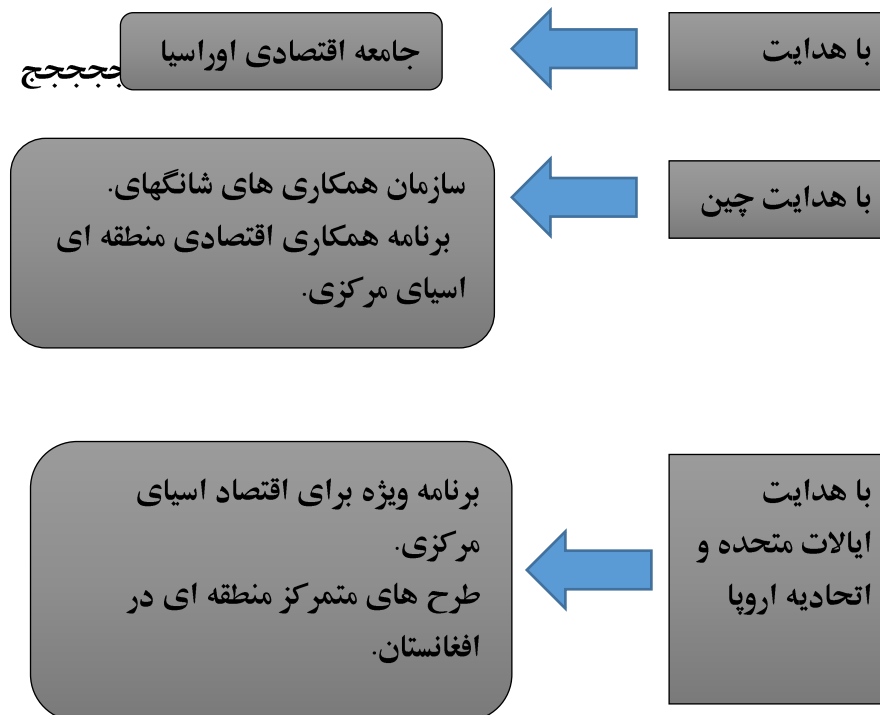 با هدایت
جامعه اقتصادی اوراسیا
ججججج
با هدایت چین
سازمان همکاری های شانگهای.
برنامه همکاری اقتصادی منطقه ای
اسیای مرکزی.
با هدایت
ایالات متحده و
اتحادیه اروپا
برنامه ویژه برای اقتصاد اسیای
مرکزی.
طرح های متمرکز منطقه ای در
افغانستان.